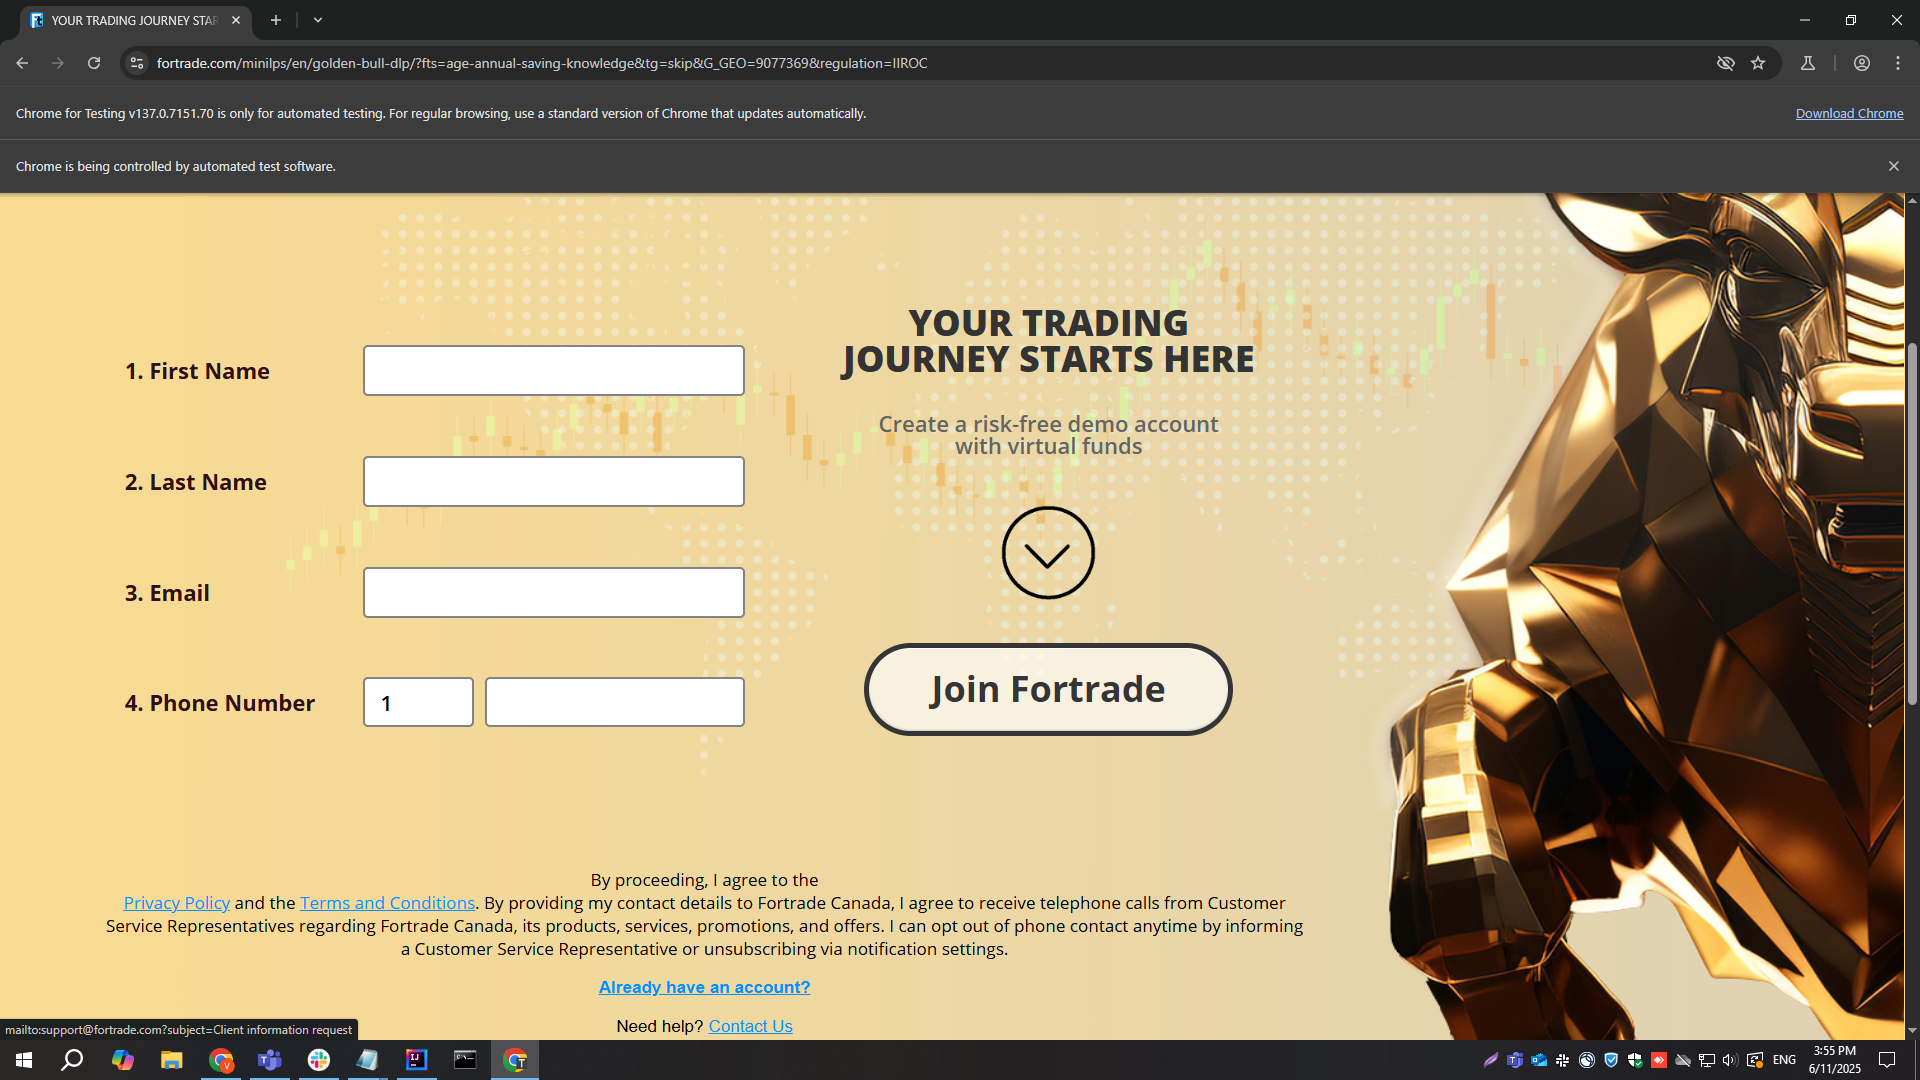 YOUR TRADING JOURNEY STAR
fortrade.com/minilps/en/golden-bull-dlp/?fts=age-annual-saving-knowledge&tg=skip&G_GEO=9077369&regulation=IIROC
Chrome for Testing v137.0.7151.70 is only for automated testing. For regular browsing, use a standard version of Chrome that updates automatically.
Download Chrome
Chrome is being controlled by automated test software.
1. First Name
2. Last Name
3. Email
4. Phone Number
1
YOUR TRADING
JOURNEY STARTS HERE
Create a risk-free demo account
with virtual funds
Join Fortrade
By proceeding, I agree to the
Privacy Policy and the Terms and Conditions. By providing my contact details to Fortrade Canada, I agree to receive telephone calls from Customer
Service Representatives regarding Fortrade Canada, its products, services, promotions, and offers. I can opt out of phone contact anytime by informing
a Customer Service Representative or unsubscribing via notification settings.
Already have an account?
Need help? Contact Us
mailto:support@fortrade.com?subject=Client information request
ENG
3:55 PM
6/11/2025